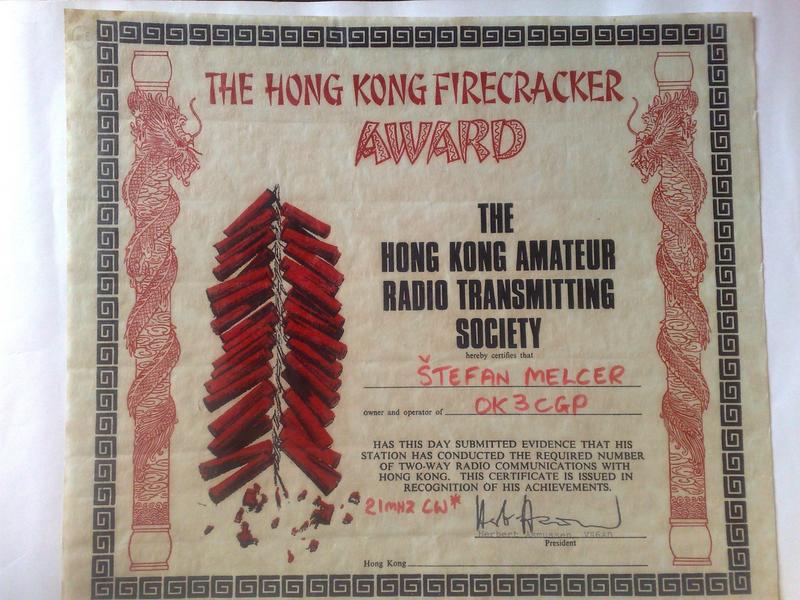 THE HONG KONG FIRECRACKER
AWARD
THE
HONG KONG AMATEUR
RADIO TRANSMITTING
SOCIETY
hereby certifies that
ŠTEFAN MELCER
owner and operator of OK3CGP
HAS THIS DAY SUBMITTED EVIDENCE THAT HIS
STATION HAS CONDUCTED THE REQUIRED NUMBER
OF TWO-WAY RADIO COMMUNICATIONS WITH
HONG KONG. THIS CERTIFICATE IS ISSUED IN
RECOGNITION OF HIS ACHIEVEMENTS.
21MHZ CW*
Herbert Asmussen,
President
Hong Kong